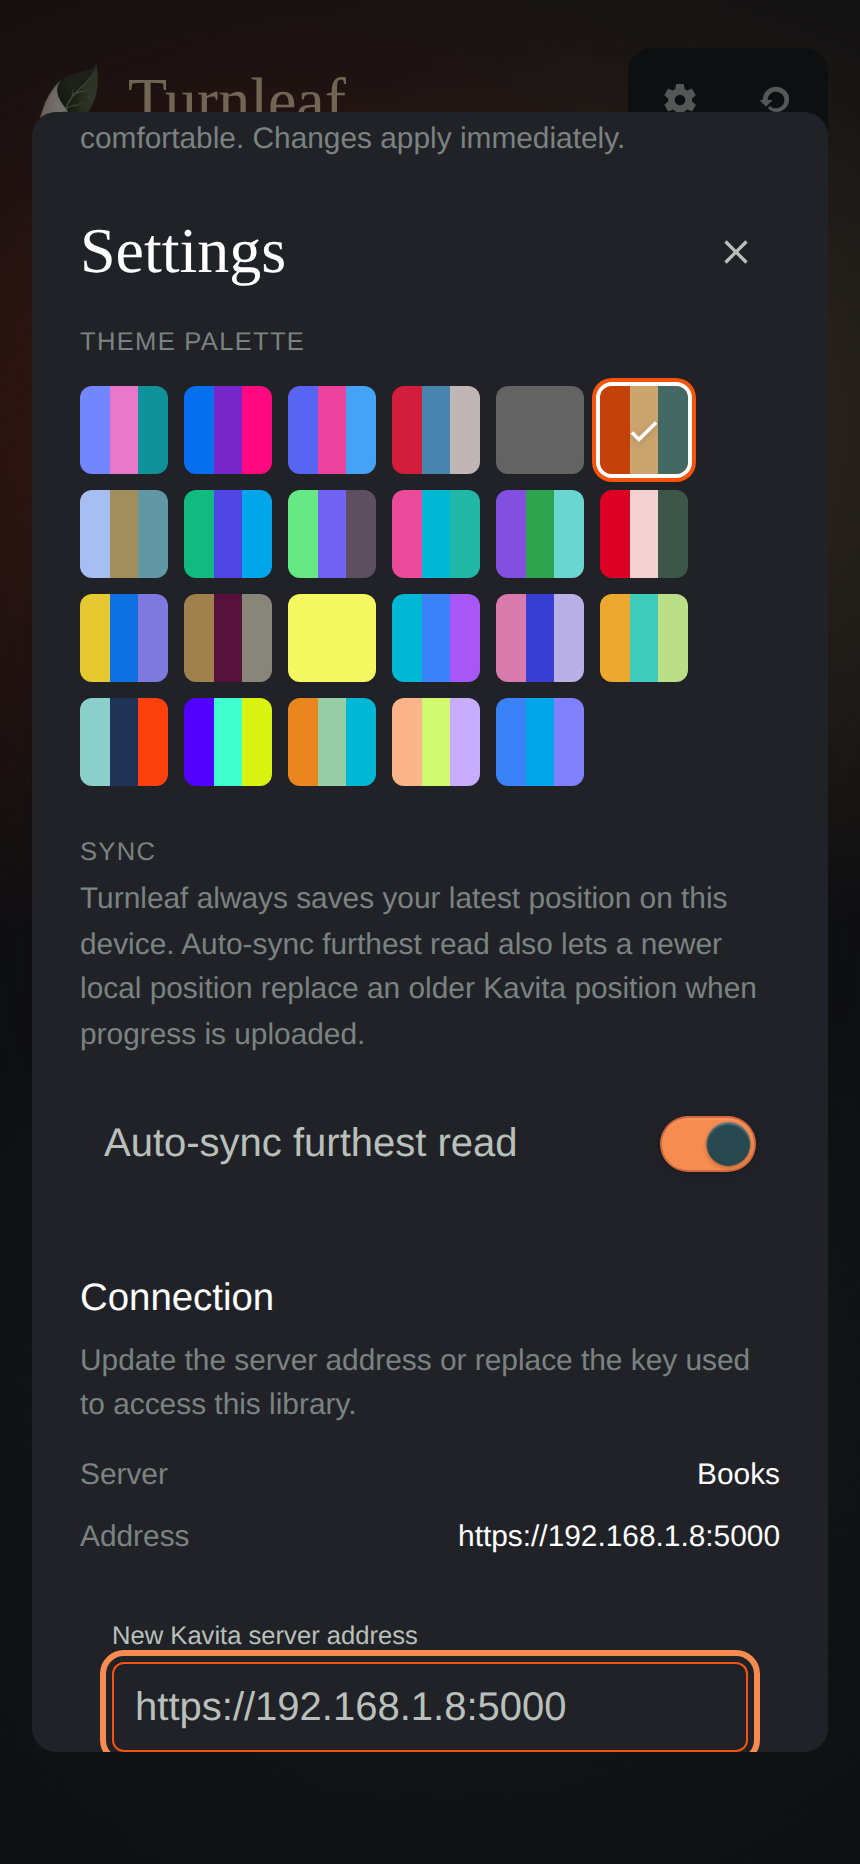 Turnleaf
comfortable. Changes apply immediately.
Settings
THEME PALETTE
SYNC
Turnleaf always saves your latest position on this
device. Auto-sync furthest read also lets a newer
local position replace an older Kavita position when
progress is uploaded.
Auto-sync furthest read
Connection
Update the server address or replace the key used
to access this library.
Server Books
Address https://192.168.1.8:5000
New Kavita server address
https://192.168.1.8:5000